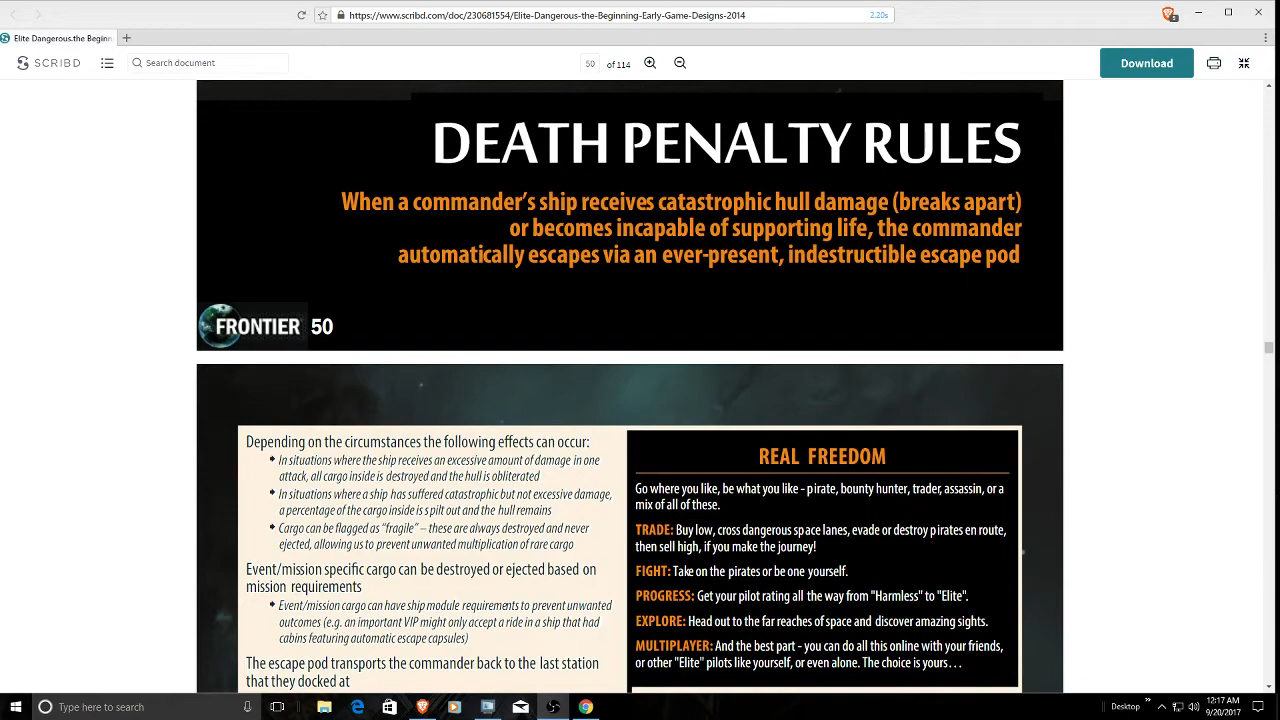 https://www.scribd.com/doc/230681554/Elite-Dangerous-the-Beginning-Early-Game-Designs-2014
2.20s
Elite Dangerous.the Beginn
SCRIBD
Search document
50 of 114
Download
DEATH PENALTY RULES
When a commander's ship receives catastrophic hull damage (breaks apart)
or becomes incapable of supporting life, the commander
automatically escapes via an ever-present, indestructible escape pod
FRONTIER 50
Depending on the circumstances the following effects can occur:
In situations where the ship receives an excessive amount of damage in one
attack, all cargo inside is destroyed and the hull is obliterated
In situations where a ship has suffered catastrophic but not excessive damage,
a percentage of the cargo inside is spilt out and the hull remains
Cargo can be flagged as "fragile" – these are always destroyed and never
ejected, allowing us to prevent unwanted multiplication of rare cargo
Event/mission specific cargo can be destroyed or ejected based on
mission requirements
Event/mission cargo can have ship module requirements to prevent unwanted
outcomes (e.g. an important VIP might only accept a ride in a ship that had
cabins featuring automatic escape capsules)
The escape pod transports the commander back to the last station
that they docked at
REAL FREEDOM
Go where you like, be what you like - pirate, bounty hunter, trader, assassin, or a
mix of all of these.
TRADE: Buy low, cross dangerous space lanes, evade or destroy pirates en route,
then sell high, if you make the journey!
FIGHT: Take on the pirates or be one yourself.
PROGRESS: Get your pilot rating all the way from "Harmless" to "Elite".
EXPLORE: Head out to the far reaches of space and discover amazing sights.
MULTIPLAYER: And the best part - you can do all this online with your friends,
or other "Elite" pilots like yourself, or even alone. The choice is yours…
Type here to search
Desktop
12:17 AM
9/20/2017